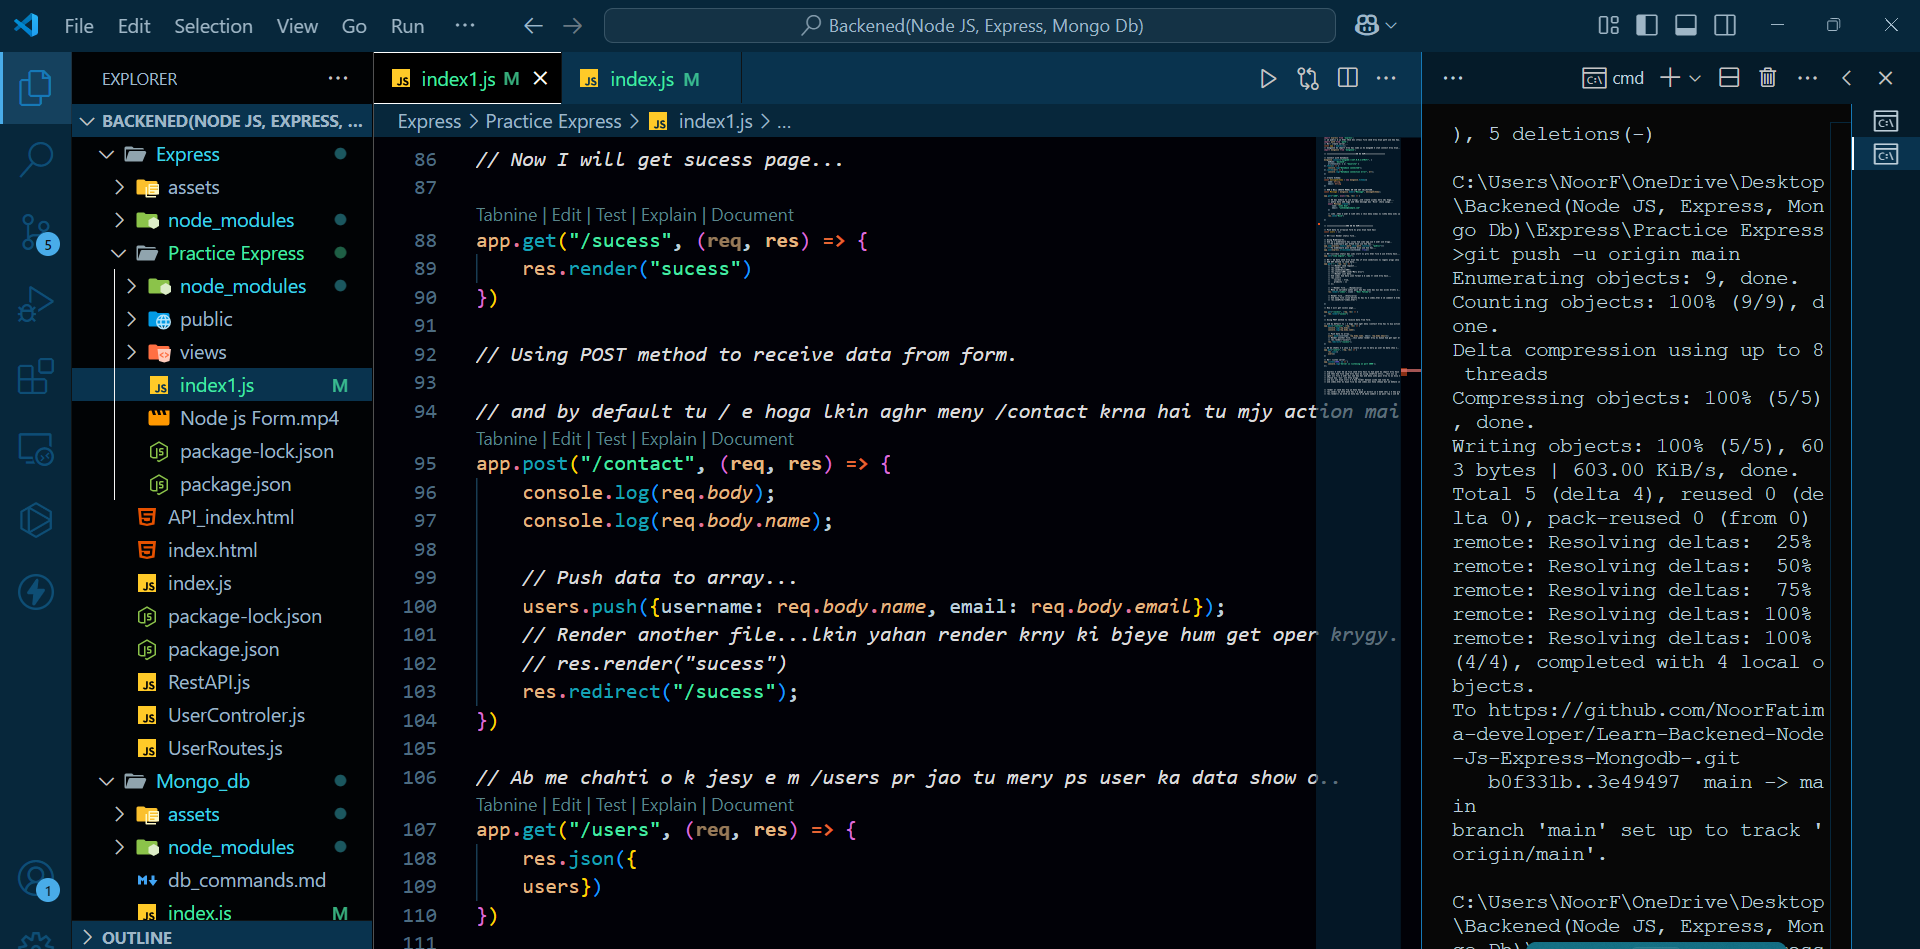 File Edit Selection View Go Run ...
Backened(Node JS, Express, Mongo Db)
EXPLORER
BACKENED(NODE JS, EXPRESS, ...
Express
assets
node_modules
Practice Express
node_modules
public
views
index1.js M
Node js Form.mp4
package-lock.json
package.json
API_index.html
index.html
index.js
package-lock.json
package.json
RestAPI.js
UserControler.js
UserRoutes.js
Mongo_db
assets
node_modules
db_commands.md
index.js M
OUTLINE
5
1
index1.js M
index.js M
Express > Practice Express > index1.js > ...
86 // Now I will get sucess page...
87
Tabnine | Edit | Test | Explain | Document
88 app.get("/sucess", (req, res) => {
89 res.render("sucess")
90 })
91
92 // Using POST method to receive data from form.
93
94 // and by default tu / e hoga lkin aghr meny /contact krna hai tu mjy action mai
Tabnine | Edit | Test | Explain | Document
95 app.post("/contact", (req, res) => {
96 console.log(req.body);
97 console.log(req.body.name);
98
99 // Push data to array...
100 users.push({username: req.body.name, email: req.body.email});
101 // Render another file...lkin yahan render krny ki bjeye hum get oper krygy.
102 // res.render("sucess")
103 res.redirect("/sucess");
104 })
105
106 // Ab me chahti o k jesy e m /users pr jao tu mery ps user ka data show o..
Tabnine | Edit | Test | Explain | Document
107 app.get("/users", (req, res) => {
108 res.json({
109 users})
110 })
111
cmd
), 5 deletions(-)
C:\Users\NoorF\OneDrive\Desktop
\Backened(Node JS, Express, Mon
go Db)\Express\Practice Express
>git push -u origin main
Enumerating objects: 9, done.
Counting objects: 100% (9/9), d
one.
Delta compression using up to 8
threads
Compressing objects: 100% (5/5)
, done.
Writing objects: 100% (5/5), 60
3 bytes | 603.00 KiB/s, done.
Total 5 (delta 4), reused 0 (de
lta 0), pack-reused 0 (from 0)
remote: Resolving deltas: 25%
remote: Resolving deltas: 50%
remote: Resolving deltas: 75%
remote: Resolving deltas: 100%
remote: Resolving deltas: 100%
(4/4), completed with 4 local o
bjects.
To https://github.com/NoorFatim
a-developer/Learn-Backened-Node
-Js-Express-Mongodb-.git
b0f331b..3e49497 main -> ma
in
branch 'main' set up to track '
origin/main'.
C:\Users\NoorF\OneDrive\Desktop
\Backened(Node JS, Express, Mon